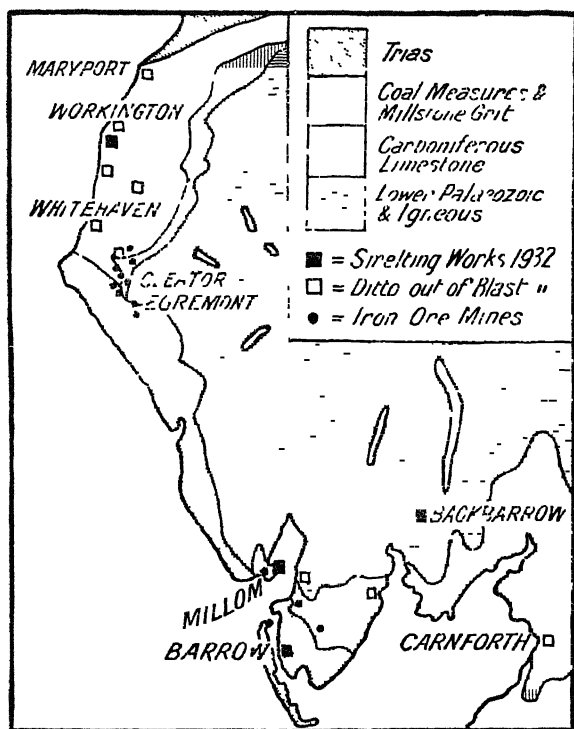 MARYPORT
WORKINGTON
WHITEHAVEN
CLEATOR
EGREMONT
MILLOM
BARROW
BACKBARROW
CARNFORTH
Trias
Coal Measures &
Millstone Grit
Carboniferous
Limestone
Lower Palæozoic
& Igneous
■ = Smelting Works 1932
□ = Ditto out of Blast "
• = Iron Ore Mines